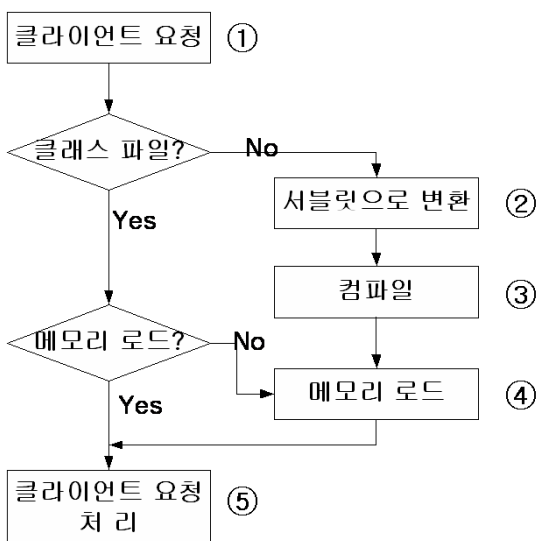 클라이언트 요청 ①
클래스 파일?
No
Yes
서블릿으로 변환 ②
컴파일 ③
메모리 로드?
No
Yes
메모리 로드 ④
클라이언트 요청
처 리 ⑤